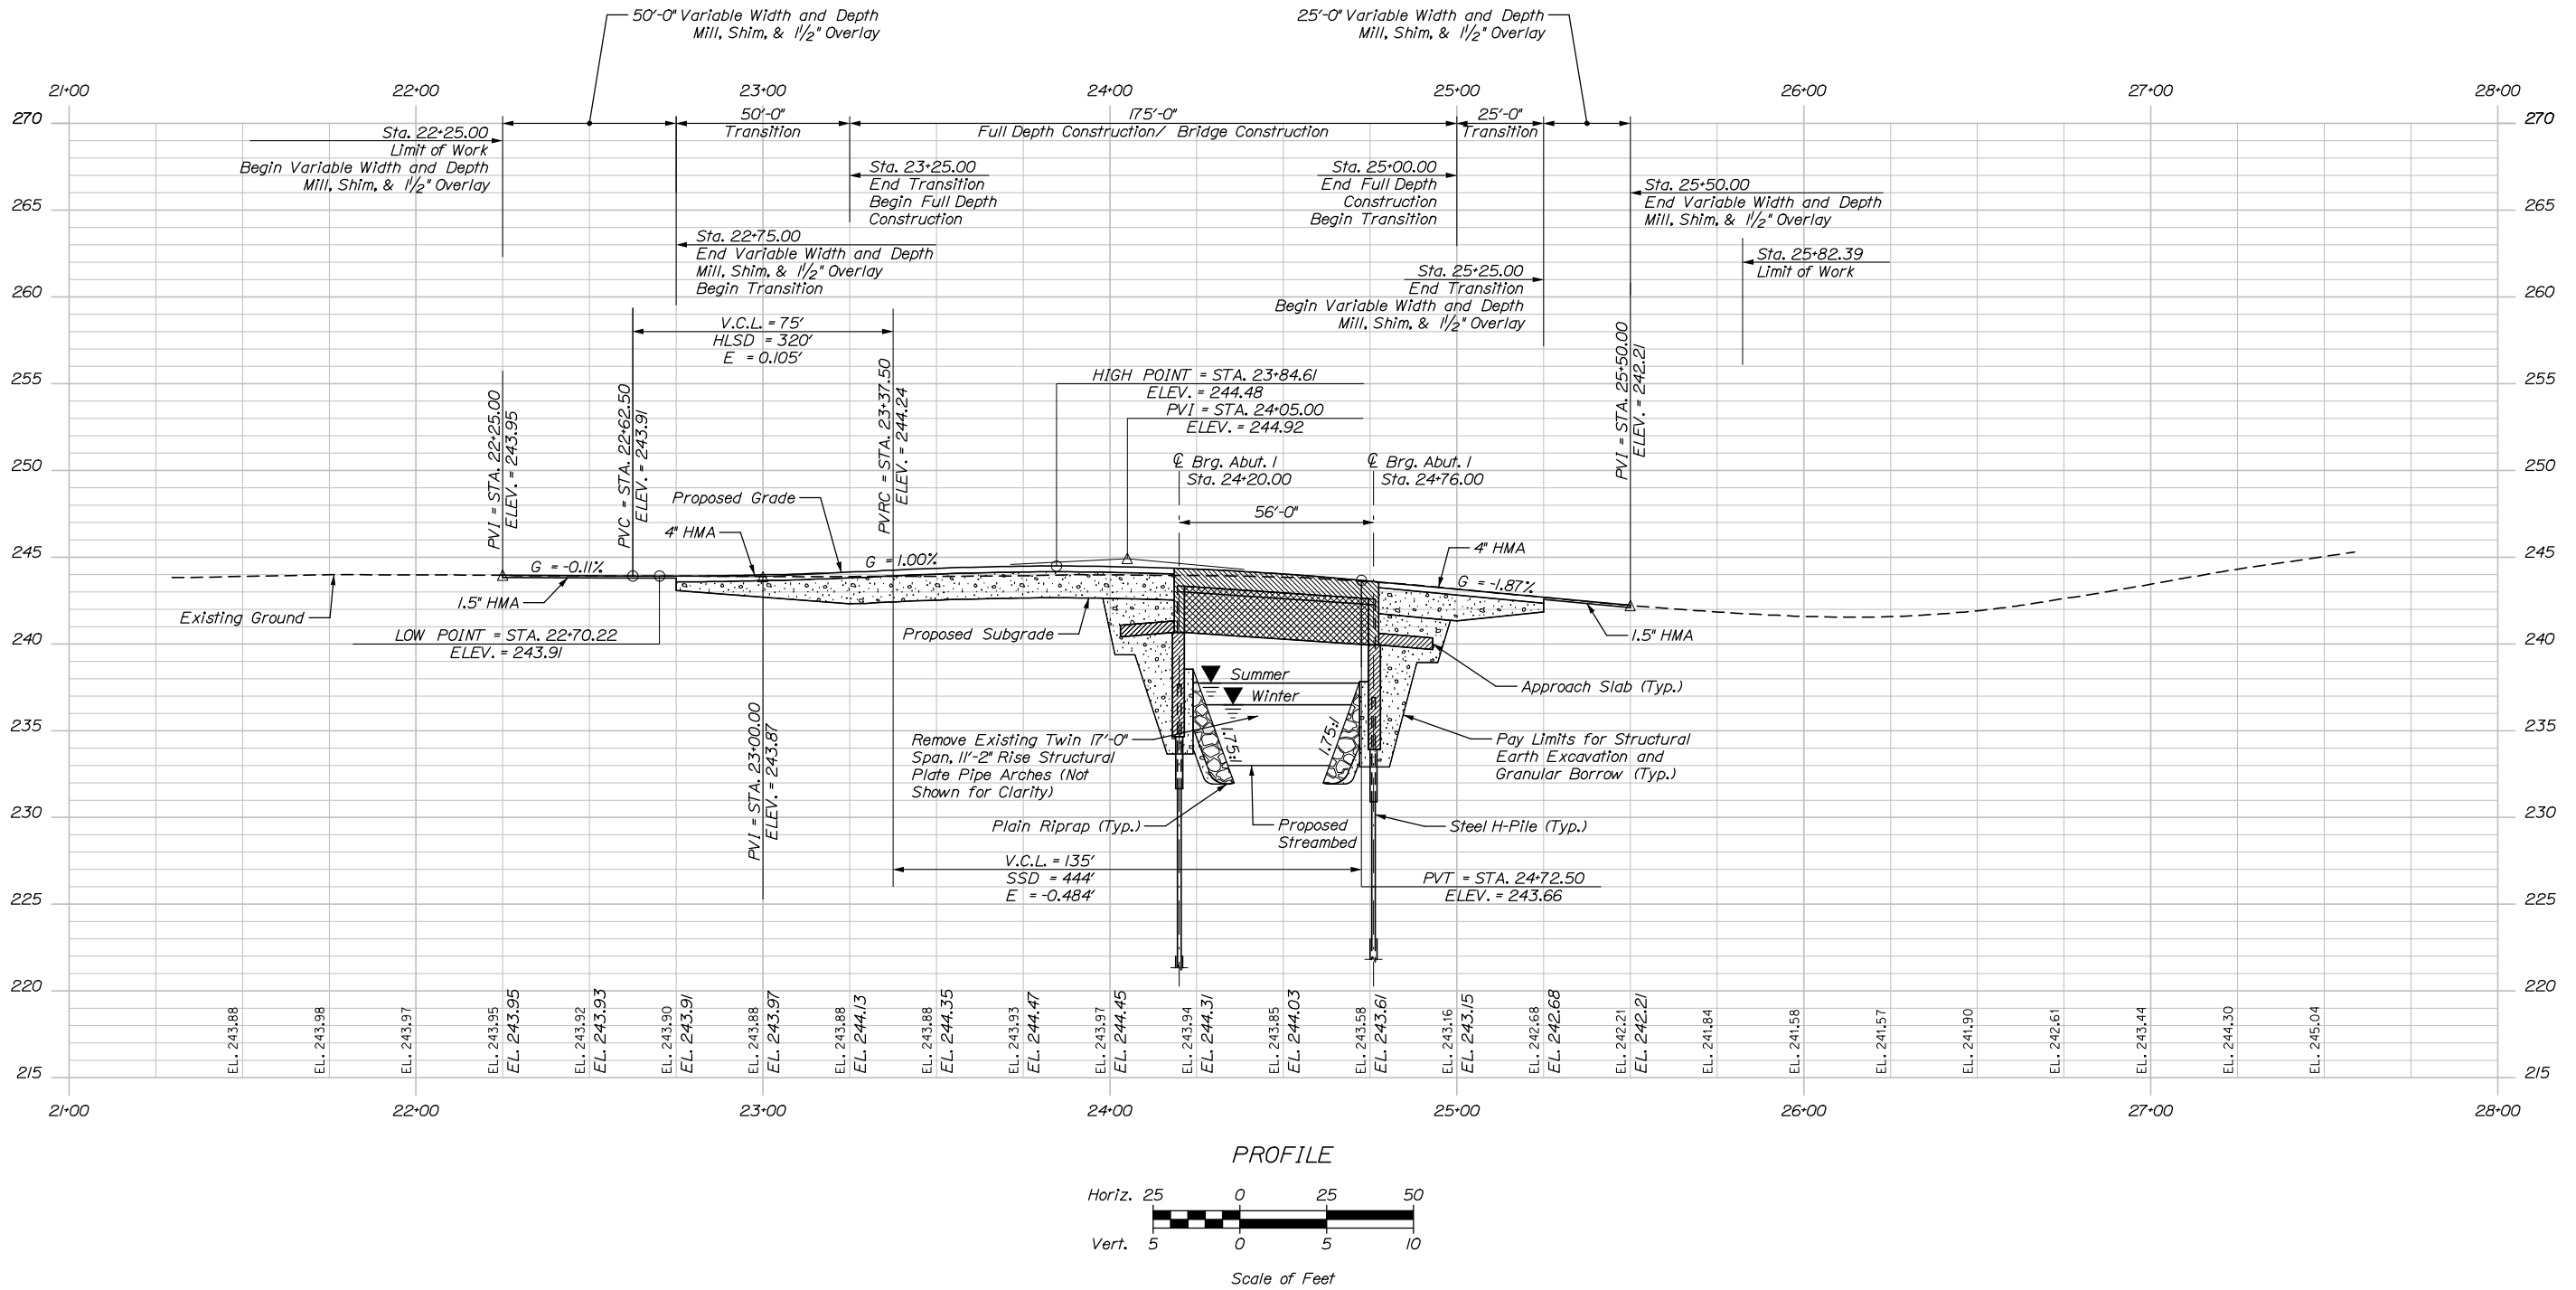 50'-0" Variable Width and Depth
Mill, Shim, & 1 1/2" Overlay
25'-0" Variable Width and Depth
Mill, Shim, & 1 1/2" Overlay
21+00 22+00 23+00 24+00 25+00 26+00 27+00 28+00
270 270
50'-0"
Transition
175'-0"
Full Depth Construction/ Bridge Construction
25'-0"
Transition
Sta. 22+25.00
Limit of Work
Begin Variable Width and Depth
Mill, Shim, & 1 1/2" Overlay
Sta. 23+25.00
End Transition
Begin Full Depth
Construction
Sta. 25+00.00
End Full Depth
Construction
Begin Transition
Sta. 25+50.00
End Variable Width and Depth
Mill, Shim, & 1 1/2" Overlay
265 265
Sta. 22+75.00
End Variable Width and Depth
Mill, Shim, & 1 1/2" Overlay
Begin Transition
Sta. 25+25.00
End Transition
Begin Variable Width and Depth
Mill, Shim, & 1 1/2" Overlay
Sta. 25+82.39
Limit of Work
260 260
V.C.L. = 75'
HLSD = 320'
E = 0.105'
255 255
PVI = STA. 22+25.00
ELEV. = 243.95
PVC = STA. 22+62.50
ELEV. = 243.91
PVRC = STA. 23+37.50
ELEV. = 244.24
HIGH POINT = STA. 23+84.61
ELEV. = 244.48
PVI = STA. 24+05.00
ELEV. = 244.92
PVI = STA. 25+50.00
ELEV. = 242.21
250 250
℄ Brg. Abut. 1
Sta. 24+20.00
℄ Brg. Abut. 1
Sta. 24+76.00
56'-0"
Proposed Grade
4" HMA
4" HMA
245 245
G = -0.11%
G = 1.00%
G = -1.87%
1.5" HMA
1.5" HMA
Existing Ground
LOW POINT = STA. 22+70.22
ELEV. = 243.91
Proposed Subgrade
240 240
Summer
Winter
Approach Slab (Typ.)
235 235
PVI = STA. 23+00.00
ELEV. = 243.87
Remove Existing Twin 17'-0"
Span, 11'-2" Rise Structural
Plate Pipe Arches (Not
Shown for Clarity)
1.75:1
1.75:1
Pay Limits for Structural
Earth Excavation and
Granular Borrow (Typ.)
230 230
Plain Riprap (Typ.)
Proposed
Streambed
Steel H-Pile (Typ.)
V.C.L. = 135'
SSD = 444'
E = -0.484'
PVT = STA. 24+72.50
ELEV. = 243.66
225 225
220 220
EL. 243.88
EL. 243.98
EL. 243.97
EL. 243.95
EL. 243.95
EL. 243.92
EL. 243.93
EL. 243.90
EL. 243.91
EL. 243.88
EL. 243.97
EL. 243.88
EL. 244.13
EL. 243.88
EL. 244.35
EL. 243.93
EL. 244.47
EL. 243.97
EL. 244.45
EL. 243.94
EL. 244.31
EL. 243.85
EL. 244.03
EL. 243.58
EL. 243.61
EL. 243.16
EL. 243.15
EL. 242.68
EL. 242.68
EL. 242.21
EL. 242.21
EL. 241.84
EL. 241.58
EL. 241.57
EL. 241.90
EL. 242.61
EL. 243.44
EL. 244.30
EL. 245.04
215 215
21+00 22+00 23+00 24+00 25+00 26+00 27+00 28+00
PROFILE
Horiz. 25 0 25 50
Vert. 5 0 5 10
Scale of Feet